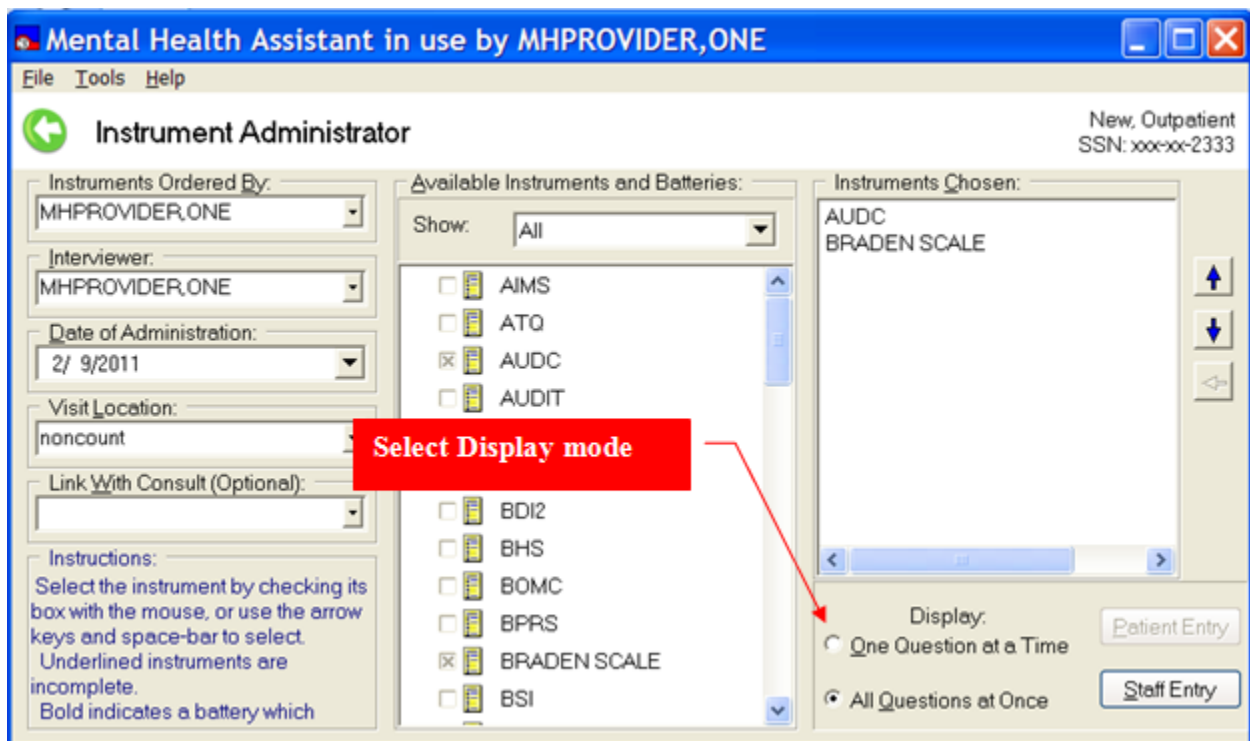 Mental Health Assistant in use by MHPROVIDER,ONE
File Tools Help
Instrument Administrator
New, Outpatient
SSN: xxx-xx-2333
Instruments Ordered By:
MHPROVIDER,ONE
Interviewer:
MHPROVIDER,ONE
Date of Administration:
2/ 9/2011
Visit Location:
noncount
Link With Consult (Optional):
Instructions:
Select the instrument by checking its
box with the mouse, or use the arrow
keys and space-bar to select.
Underlined instruments are
incomplete.
Bold indicates a battery which
Available Instruments and Batteries:
Show: All
AIMS
ATQ
AUDC
AUDIT
Select Display mode
BDI2
BHS
BOMC
BPRS
BRADEN SCALE
BSI
Instruments Chosen:
AUDC
BRADEN SCALE
Display:
One Question at a Time
All Questions at Once
Patient Entry
Staff Entry